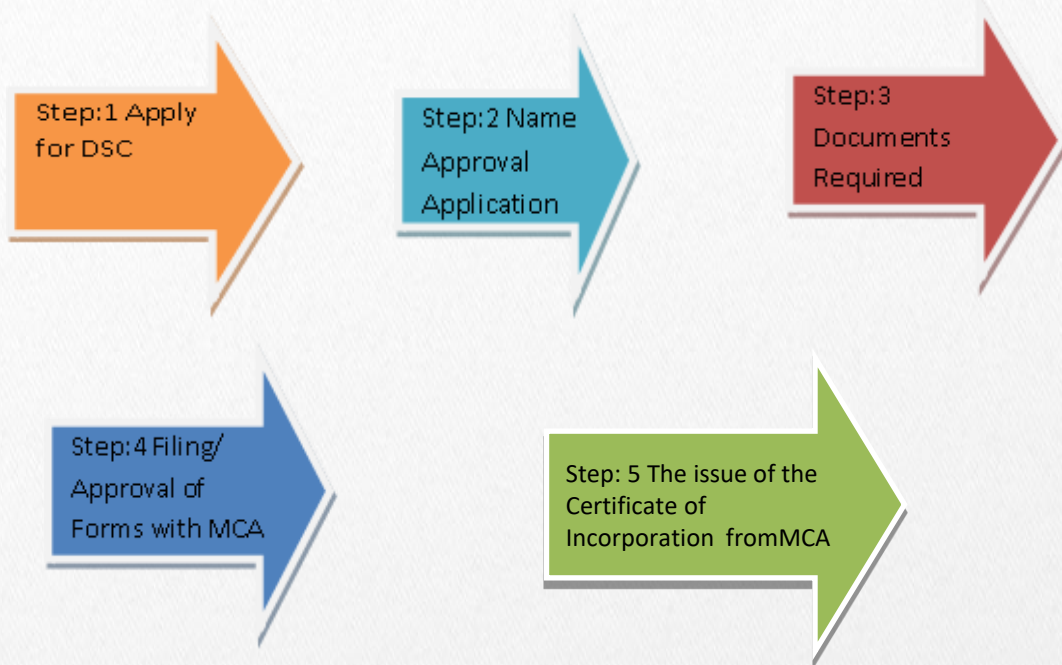 Step:1 Apply
for DSC
Step:2 Name
Approval
Application
Step:3
Documents
Required
Step:4 Filing/
Approval of
Forms with MCA
Step: 5 The issue of the
Certificate of
Incorporation fromMCA